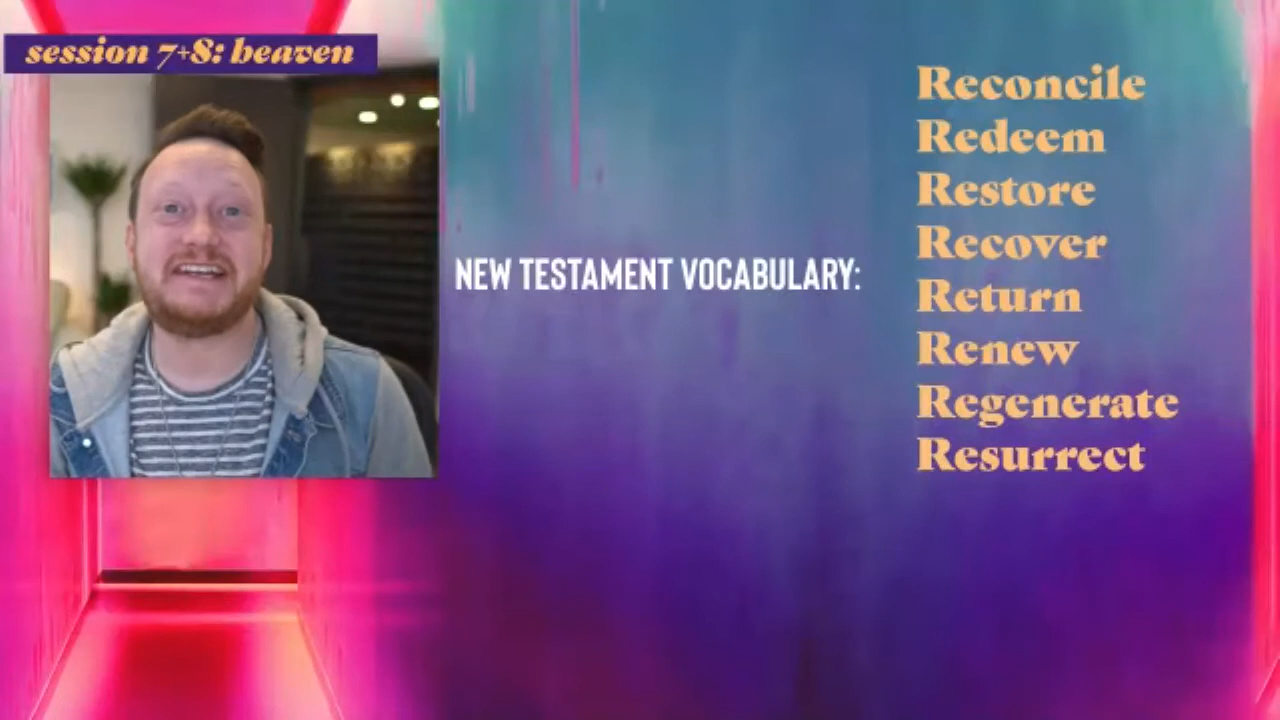 session 7+8: heaven
NEW TESTAMENT VOCABULARY:
Reconcile
Redeem
Restore
Recover
Return
Renew
Regenerate
Resurrect